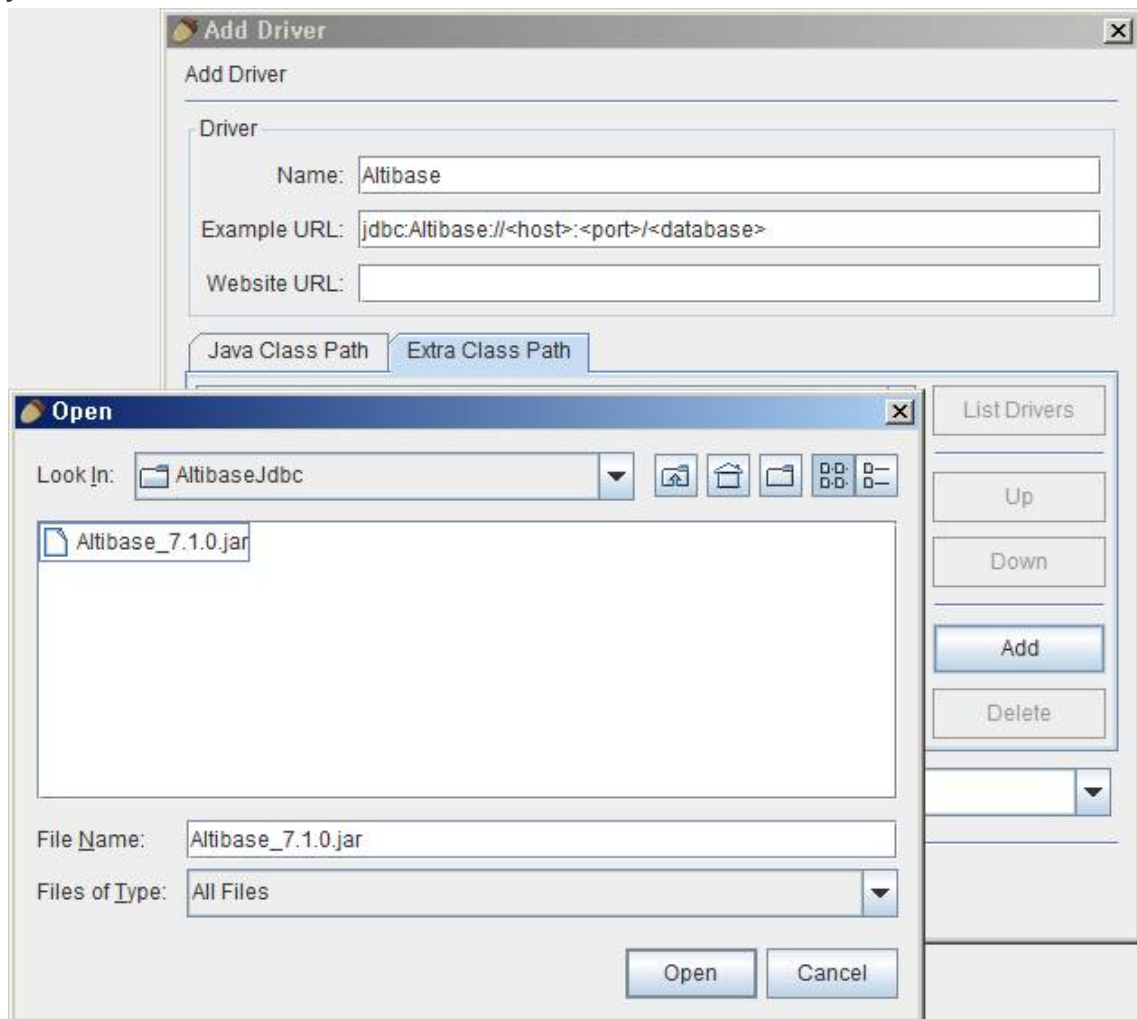 Add Driver
Add Driver
Driver
Name: Altibase
Example URL: jdbc:Altibase://<host>:<port>/<database>
Website URL:
Java Class Path Extra Class Path
List Drivers
Up
Down
Add
Delete
Open
Look In: AltibaseJdbc
Altibase_7.1.0.jar
File Name: Altibase_7.1.0.jar
Files of Type: All Files
Open Cancel